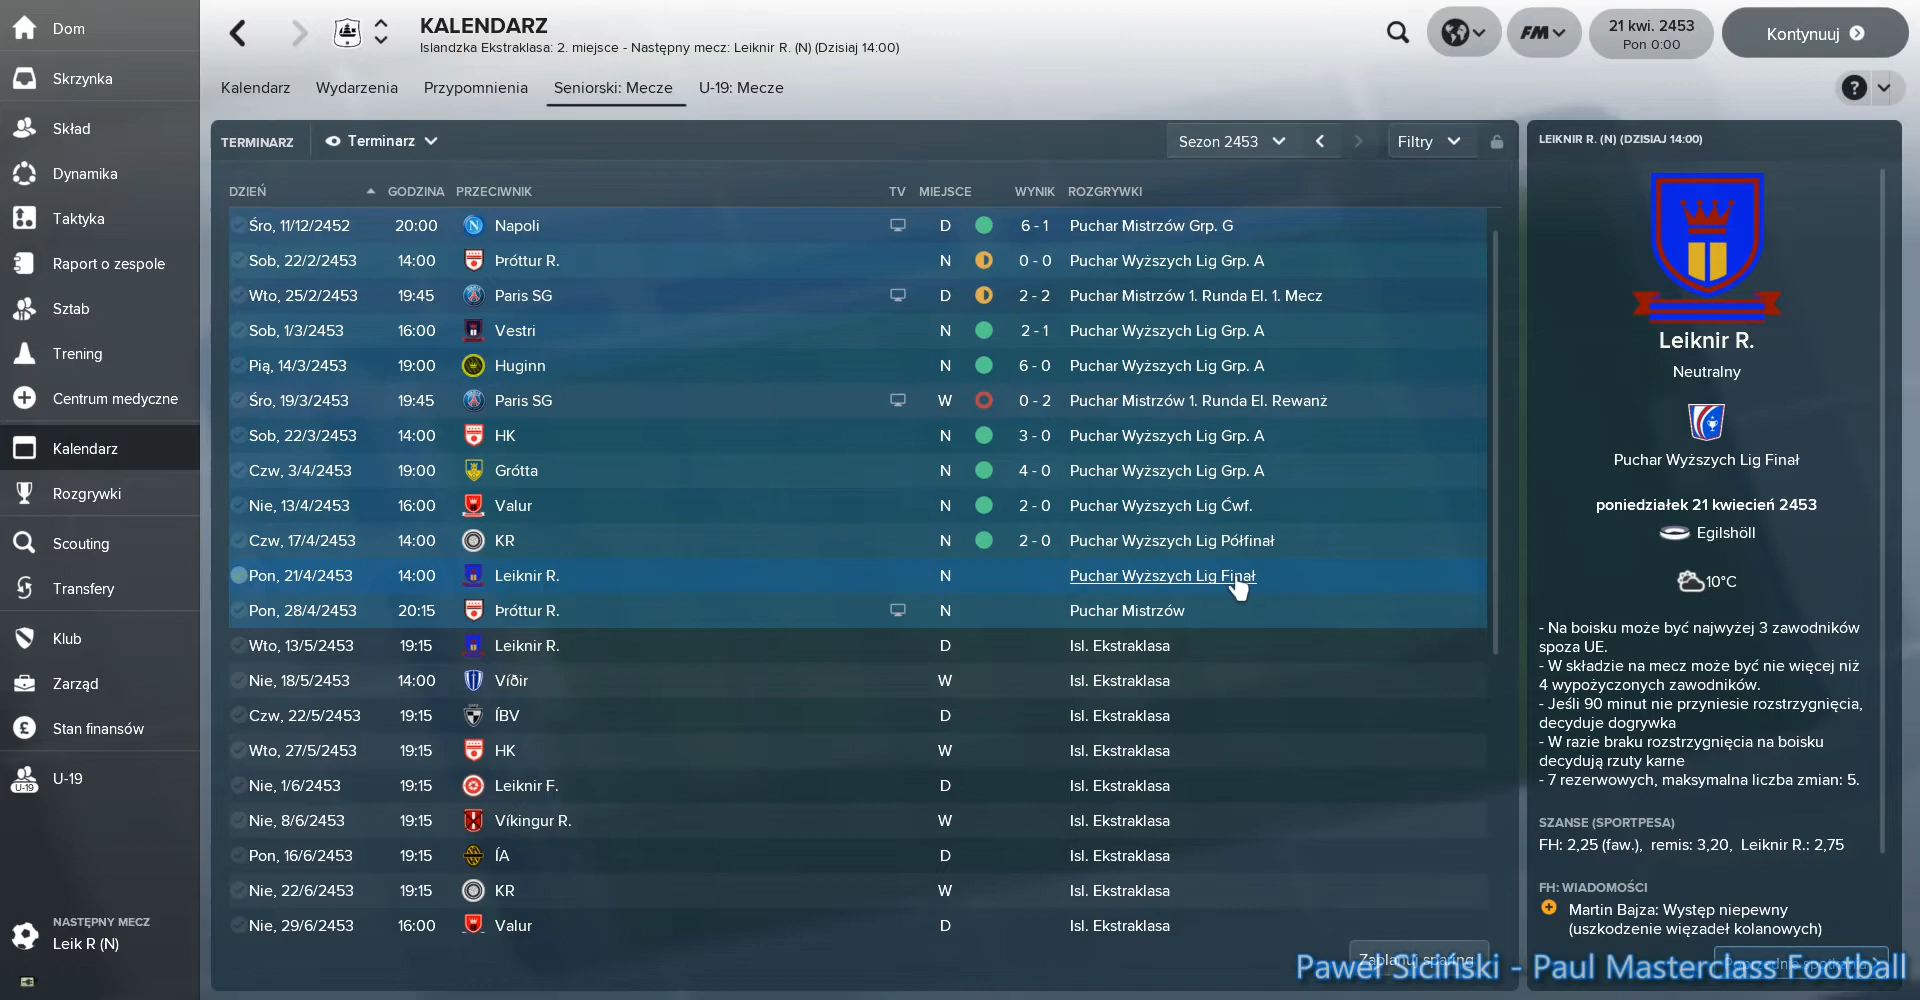 Dom
Skrzynka
Skład
Dynamika
Taktyka
Raport o zespole
Sztab
Trening
Centrum medyczne
Kalendarz
Rozgrywki
Scouting
Transfery
Klub
Zarząd
Stan finansów
U-19
U-19
NASTĘPNY MECZ
Leik R (N)
KALENDARZ
Islandzka Ekstraklasa: 2. miejsce - Następny mecz: Leiknir R. (N) (Dzisiaj 14:00)
FM
21 kwi. 2453
Pon 0:00
Kontynuuj
Kalendarz Wydarzenia Przypomnienia Seniorski: Mecze U-19: Mecze
?
TERMINARZ Terminarz Sezon 2453 Filtry
DZIEŃ GODZINA PRZECIWNIK TV MIEJSCE WYNIK ROZGRYWKI
Śro, 11/12/2452 20:00 Napoli D 6 - 1 Puchar Mistrzów Grp. G
Sob, 22/2/2453 14:00 Þróttur R. N 0 - 0 Puchar Wyższych Lig Grp. A
Wto, 25/2/2453 19:45 Paris SG D 2 - 2 Puchar Mistrzów 1. Runda El. 1. Mecz
Sob, 1/3/2453 16:00 Vestri N 2 - 1 Puchar Wyższych Lig Grp. A
Pią, 14/3/2453 19:00 Huginn N 6 - 0 Puchar Wyższych Lig Grp. A
Śro, 19/3/2453 19:45 Paris SG W 0 - 2 Puchar Mistrzów 1. Runda El. Rewanż
Sob, 22/3/2453 14:00 HK N 3 - 0 Puchar Wyższych Lig Grp. A
Czw, 3/4/2453 19:00 Grótta N 4 - 0 Puchar Wyższych Lig Grp. A
Nie, 13/4/2453 16:00 Valur N 2 - 0 Puchar Wyższych Lig Ćwf.
Czw, 17/4/2453 14:00 KR N 2 - 0 Puchar Wyższych Lig Półfinał
Pon, 21/4/2453 14:00 Leiknir R. N Puchar Wyższych Lig Finał
Pon, 28/4/2453 20:15 Þróttur R. N Puchar Mistrzów
Wto, 13/5/2453 19:15 Leiknir R. D Isl. Ekstraklasa
Nie, 18/5/2453 14:00 Víðir W Isl. Ekstraklasa
Czw, 22/5/2453 19:15 ÍBV D Isl. Ekstraklasa
Wto, 27/5/2453 19:15 HK W Isl. Ekstraklasa
Nie, 1/6/2453 19:15 Leiknir F. D Isl. Ekstraklasa
Nie, 8/6/2453 19:15 Víkingur R. W Isl. Ekstraklasa
Pon, 16/6/2453 19:15 ÍA D Isl. Ekstraklasa
Nie, 22/6/2453 19:15 KR W Isl. Ekstraklasa
Nie, 29/6/2453 16:00 Valur D Isl. Ekstraklasa
Zaplanuj sparing
LEIKNIR R. (N) (DZISIAJ 14:00)
Leiknir R.
Neutralny
Puchar Wyższych Lig Finał
poniedziałek 21 kwiecień 2453
Egilshöll
10°C
- Na boisku może być najwyżej 3 zawodników
spoza UE.
- W składzie na mecz może być nie więcej niż
4 wypożyczonych zawodników.
- Jeśli 90 minut nie przyniesie rozstrzygnięcia,
decyduje dogrywka
- W razie braku rozstrzygnięcia na boisku
decydują rzuty karne
- 7 rezerwowych, maksymalna liczba zmian: 5.
SZANSE (SPORTPESA)
FH: 2,25 (faw.), remis: 3,20, Leiknir R.: 2,75
FH: WIADOMOŚCI
Martin Bajza: Występ niepewny
(uszkodzenie więzadeł kolanowych)
Paweł Siciński - Paul Masterclass Football